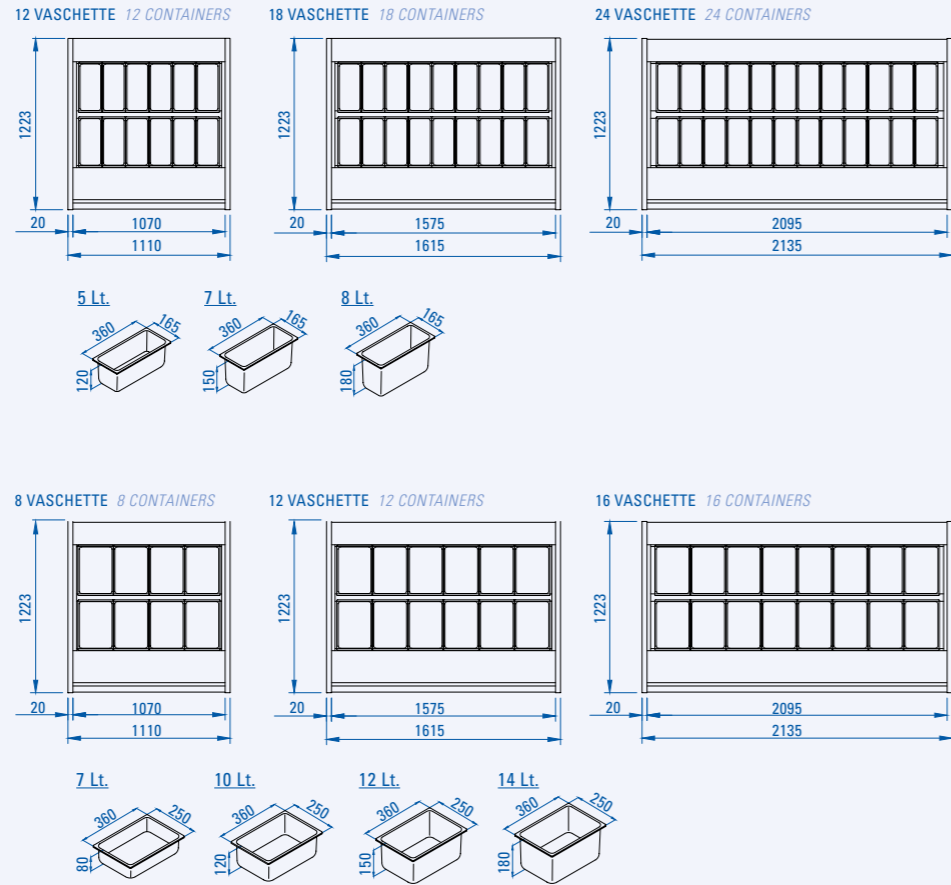 12 VASCHETTE 12 CONTAINERS 18 VASCHETTE 18 CONTAINERS 24 VASCHETTE 24 CONTAINERS
1223 1223 1223
20 1070 20 1575 20 2095
1110 1615 2135
5 Lt. 7 Lt. 8 Lt.
360 165 360 165 360 165
120 150 180
8 VASCHETTE 8 CONTAINERS 12 VASCHETTE 12 CONTAINERS 16 VASCHETTE 16 CONTAINERS
1223 1223 1223
20 1070 20 1575 20 2095
1110 1615 2135
7 Lt. 10 Lt. 12 Lt. 14 Lt.
360 250 360 250 360 250 360 250
80 120 150 180